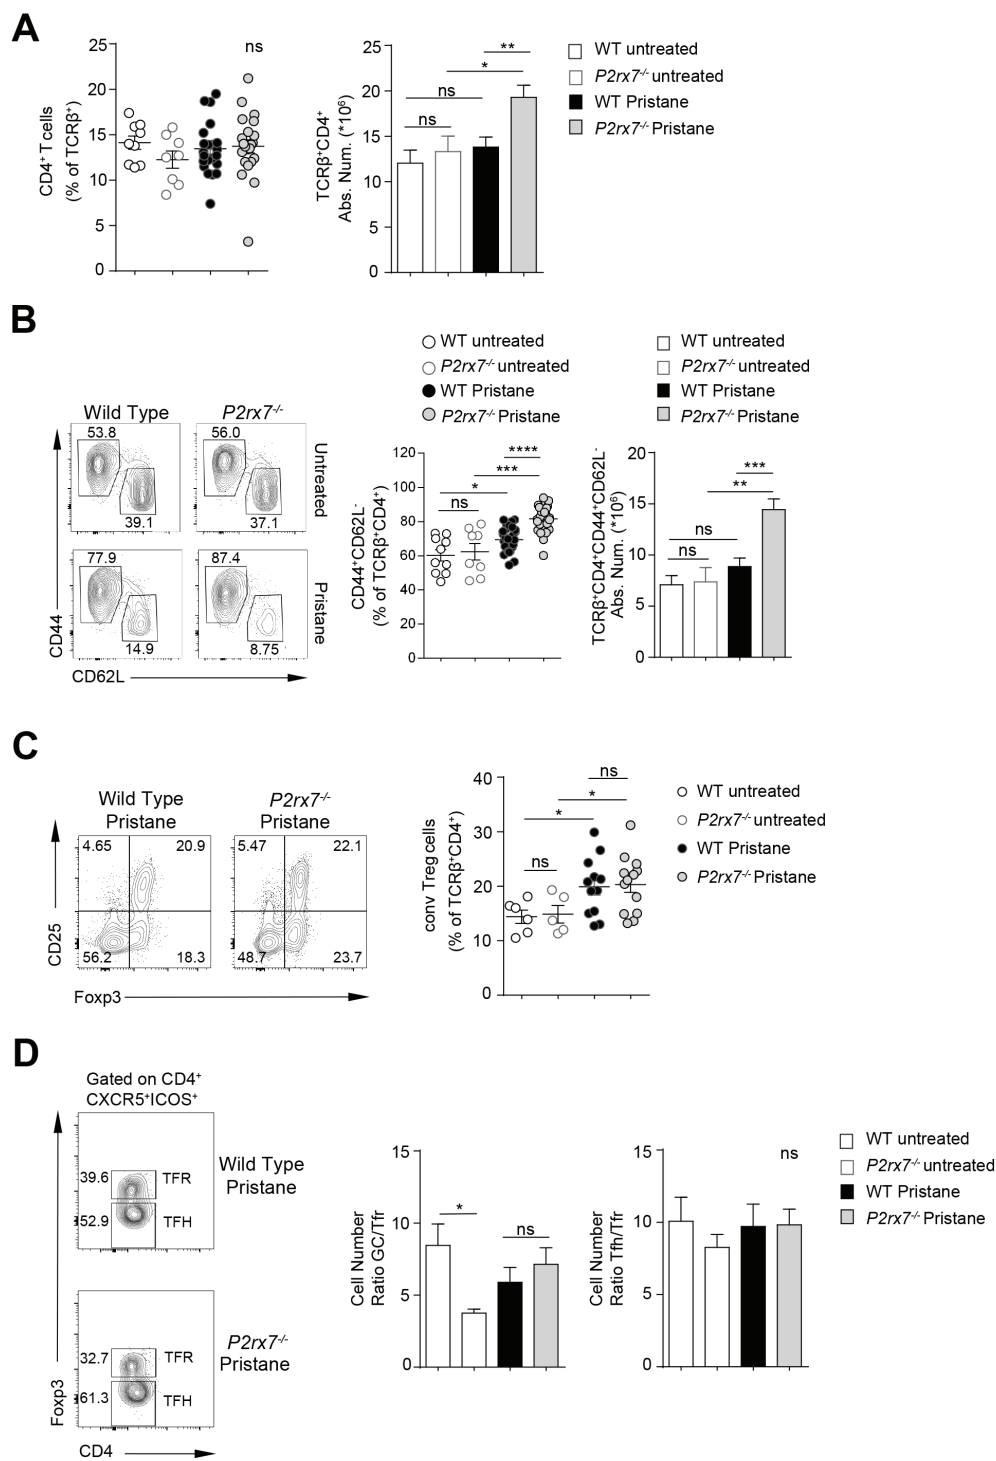 A
CD4⁺ T cells
(% of TCRβ⁺)
25
20
15
10
5
0
ns
TCRβ⁺CD4⁺
Abs. Num. (*10⁶)
25
20
15
10
5
0
ns
ns
*
**
WT untreated
P2rx7⁻/⁻ untreated
WT Pristane
P2rx7⁻/⁻ Pristane
B
Wild Type
P2rx7⁻/⁻
53.8
39.1
56.0
37.1
Untreated
77.9
14.9
87.4
8.75
Pristane
CD44
CD62L
WT untreated
P2rx7⁻/⁻ untreated
WT Pristane
P2rx7⁻/⁻ Pristane
CD44⁺CD62L⁻
(% of TCRβ⁺CD4⁺)
120
100
80
60
40
20
0
ns
*
***
****
WT untreated
P2rx7⁻/⁻ untreated
WT Pristane
P2rx7⁻/⁻ Pristane
TCRβ⁺CD4⁺CD44⁺CD62L⁻
Abs. Num. (*10⁶)
20
15
10
5
0
ns
ns
**
***
C
Wild Type
Pristane
P2rx7⁻/⁻
Pristane
4.65
20.9
56.2
18.3
5.47
22.1
48.7
23.7
CD25
Foxp3
conv Treg cells
(% of TCRβ⁺CD4⁺)
40
30
20
10
0
ns
*
*
ns
WT untreated
P2rx7⁻/⁻ untreated
WT Pristane
P2rx7⁻/⁻ Pristane
D
Gated on CD4⁺
CXCR5⁺ICOS⁺
39.6
TFR
52.9
TFH
Wild Type
Pristane
32.7
TFR
61.3
TFH
P2rx7⁻/⁻
Pristane
Foxp3
CD4
Cell Number
Ratio GC/Tfr
15
10
5
0
*
ns
Cell Number
Ratio Tfh/Tfr
15
10
5
0
ns
WT untreated
P2rx7⁻/⁻ untreated
WT Pristane
P2rx7⁻/⁻ Pristane